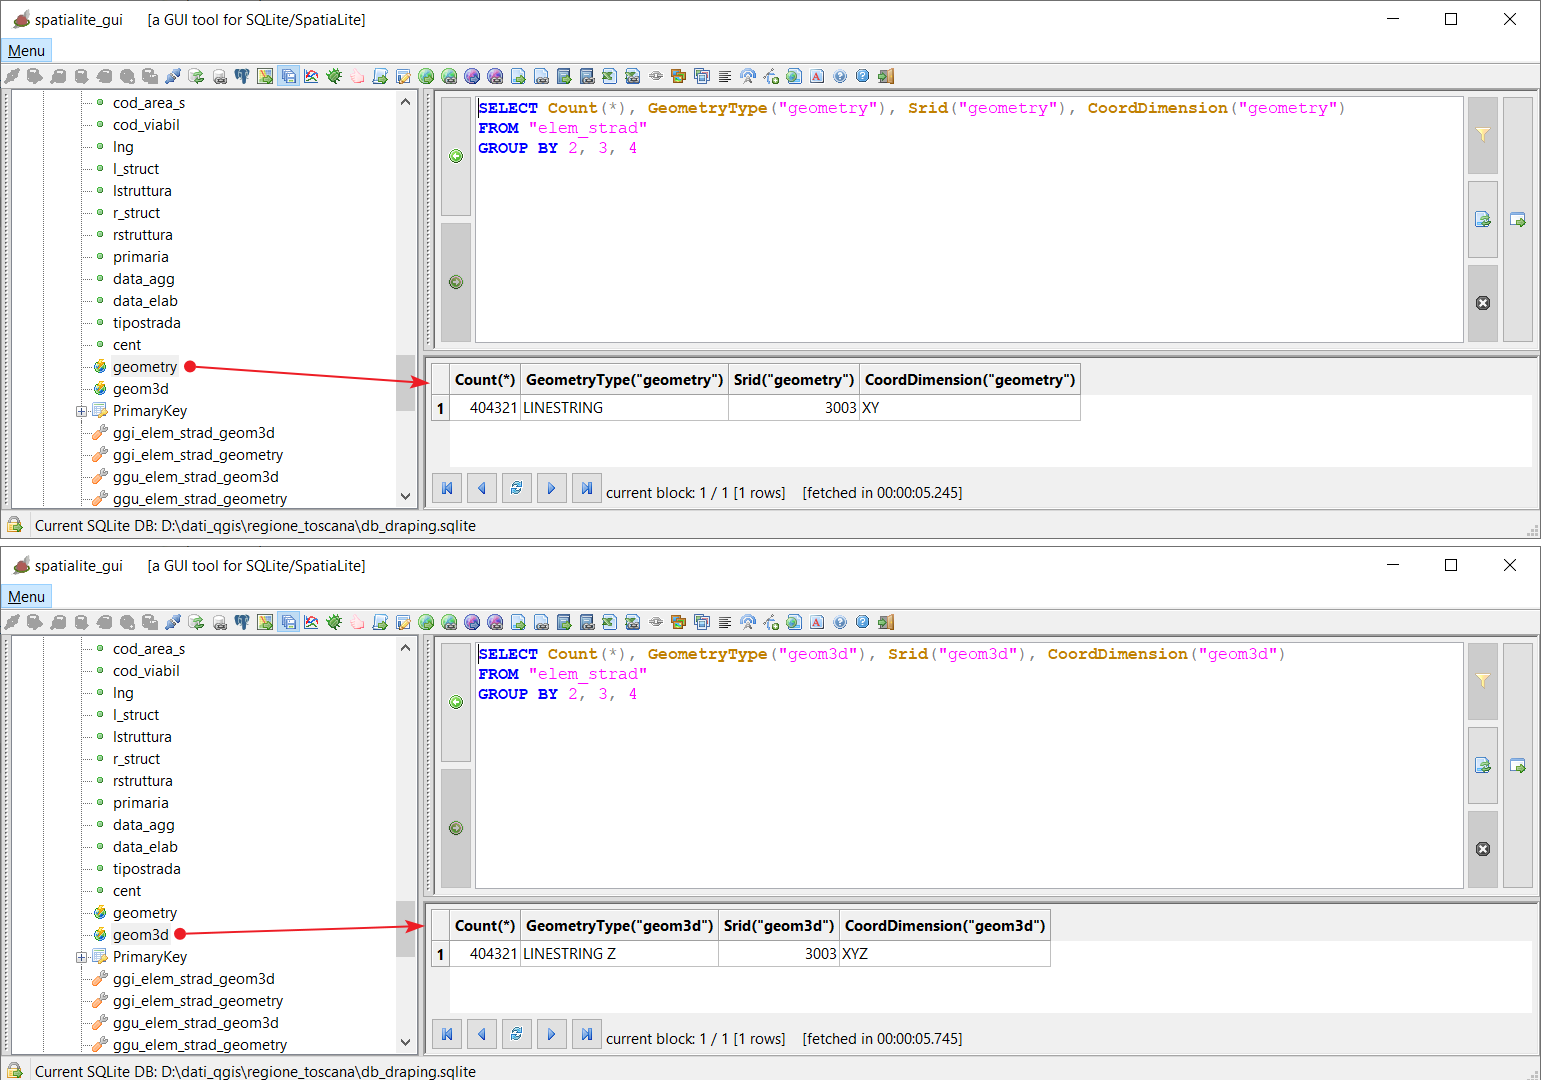 spatialite_gui [a GUI tool for SQLite/SpatiaLite]
Menu
cod_area_s
cod_viabil
lng
l_struct
lstruttura
r_struct
rstruttura
primaria
data_agg
data_elab
tipostrada
cent
geometry
geom3d
PrimaryKey
ggi_elem_strad_geom3d
ggi_elem_strad_geometry
ggu_elem_strad_geom3d
ggu_elem_strad_geometry
SELECT Count(*), GeometryType("geometry"), Srid("geometry"), CoordDimension("geometry")
FROM "elem_strad"
GROUP BY 2, 3, 4
Count(*) GeometryType("geometry") Srid("geometry") CoordDimension("geometry")
1 404321 LINESTRING 3003 XY
current block: 1 / 1 [1 rows] [fetched in 00:00:05.245]
Current SQLite DB: D:\dati_qgis\regione_toscana\db_draping.sqlite
spatialite_gui [a GUI tool for SQLite/SpatiaLite]
Menu
cod_area_s
cod_viabil
lng
l_struct
lstruttura
r_struct
rstruttura
primaria
data_agg
data_elab
tipostrada
cent
geometry
geom3d
PrimaryKey
ggi_elem_strad_geom3d
ggi_elem_strad_geometry
ggu_elem_strad_geom3d
ggu_elem_strad_geometry
SELECT Count(*), GeometryType("geom3d"), Srid("geom3d"), CoordDimension("geom3d")
FROM "elem_strad"
GROUP BY 2, 3, 4
Count(*) GeometryType("geom3d") Srid("geom3d") CoordDimension("geom3d")
1 404321 LINESTRING Z 3003 XYZ
current block: 1 / 1 [1 rows] [fetched in 00:00:05.745]
Current SQLite DB: D:\dati_qgis\regione_toscana\db_draping.sqlite